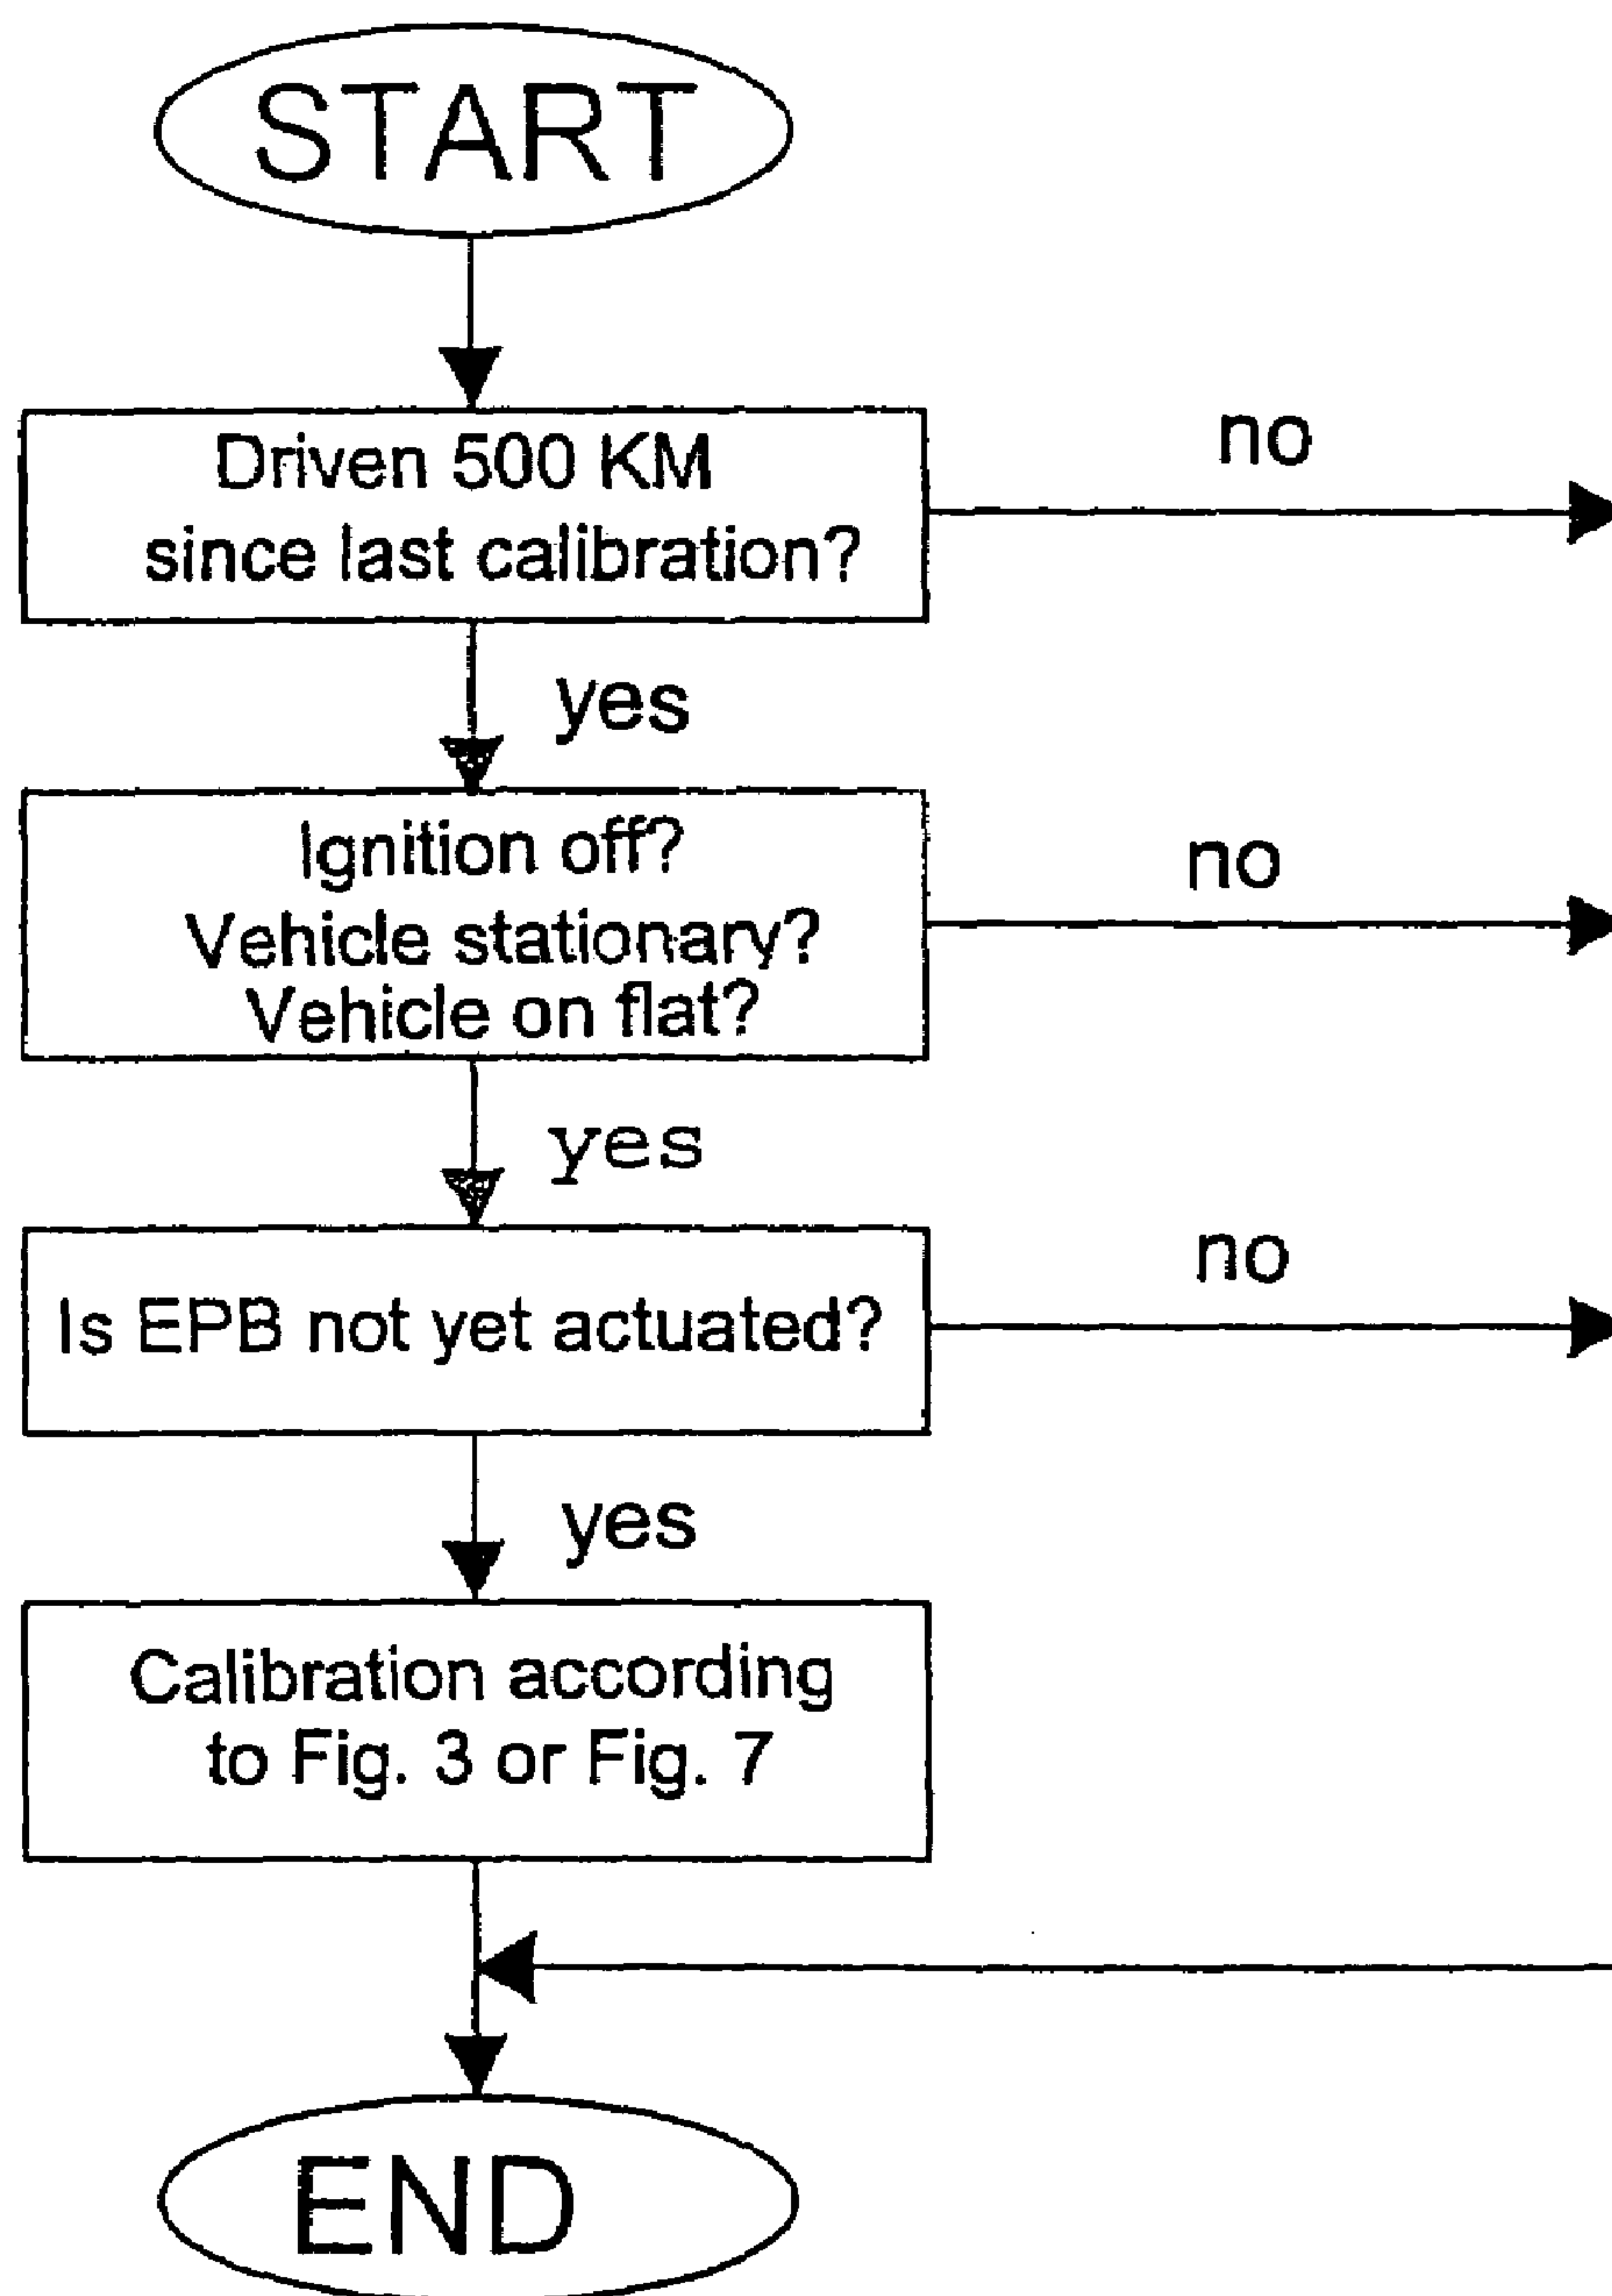 START
Driven 500 KM
since last calibration?
no
yes
Ignition off?
Vehicle stationary?
Vehicle on flat?
no
yes
Is EPB not yet actuated?
no
yes
Calibration according
to Fig. 3 or Fig. 7
END